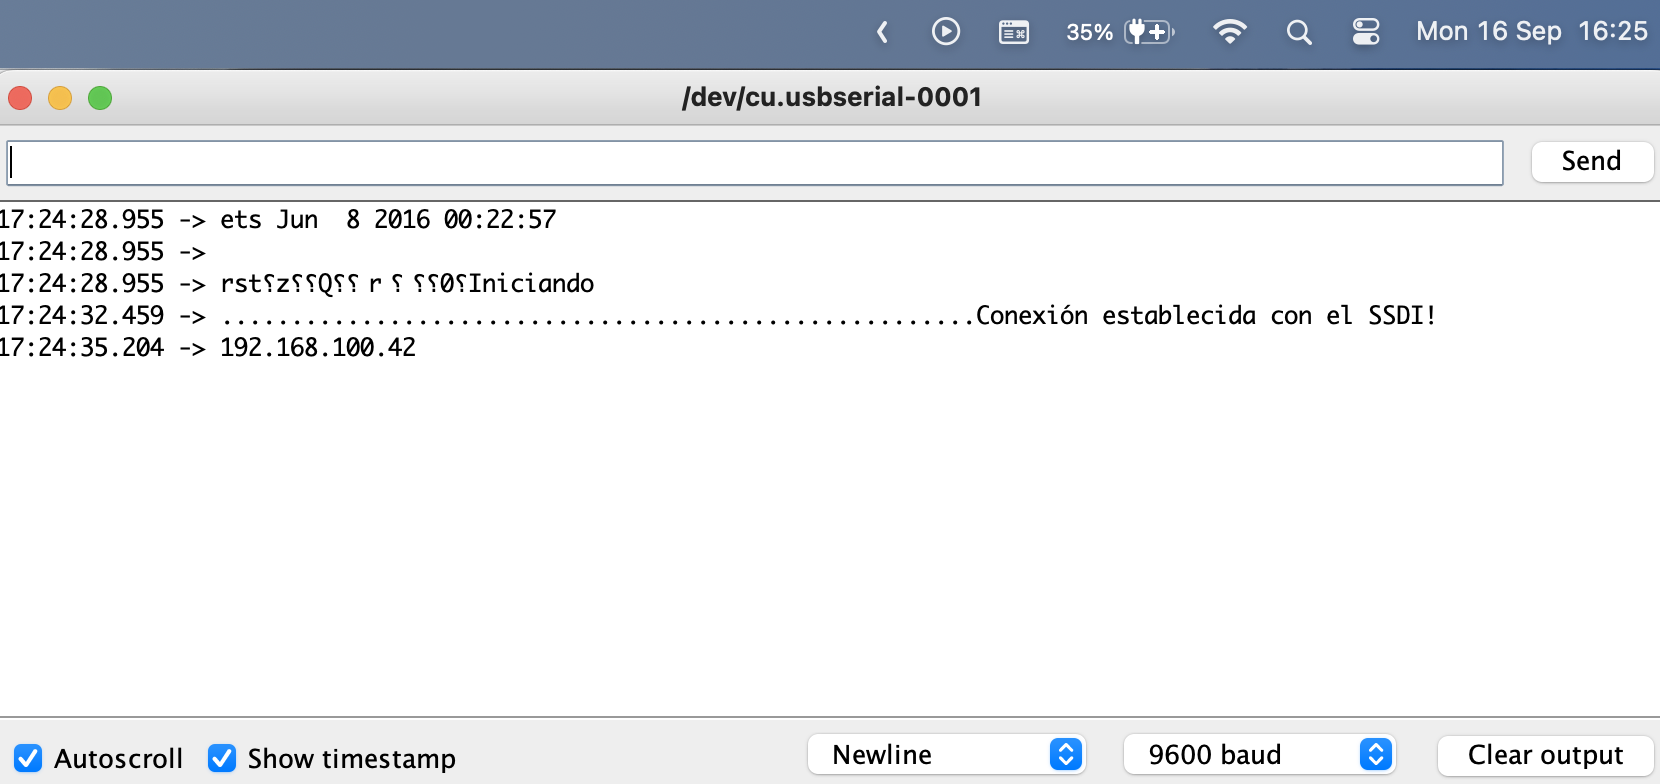 35% Mon 16 Sep 16:25
/dev/cu.usbserial-0001
Send
17:24:28.955 -> ets Jun  8 2016 00:22:57
17:24:28.955 ->
17:24:28.955 -> rst⸮z⸮⸮Q⸮⸮ r ⸮ ⸮⸮0⸮Iniciando
17:24:32.459 -> ......................................................Conexión establecida con el SSDI!
17:24:35.204 -> 192.168.100.42
Autoscroll Show timestamp Newline 9600 baud Clear output